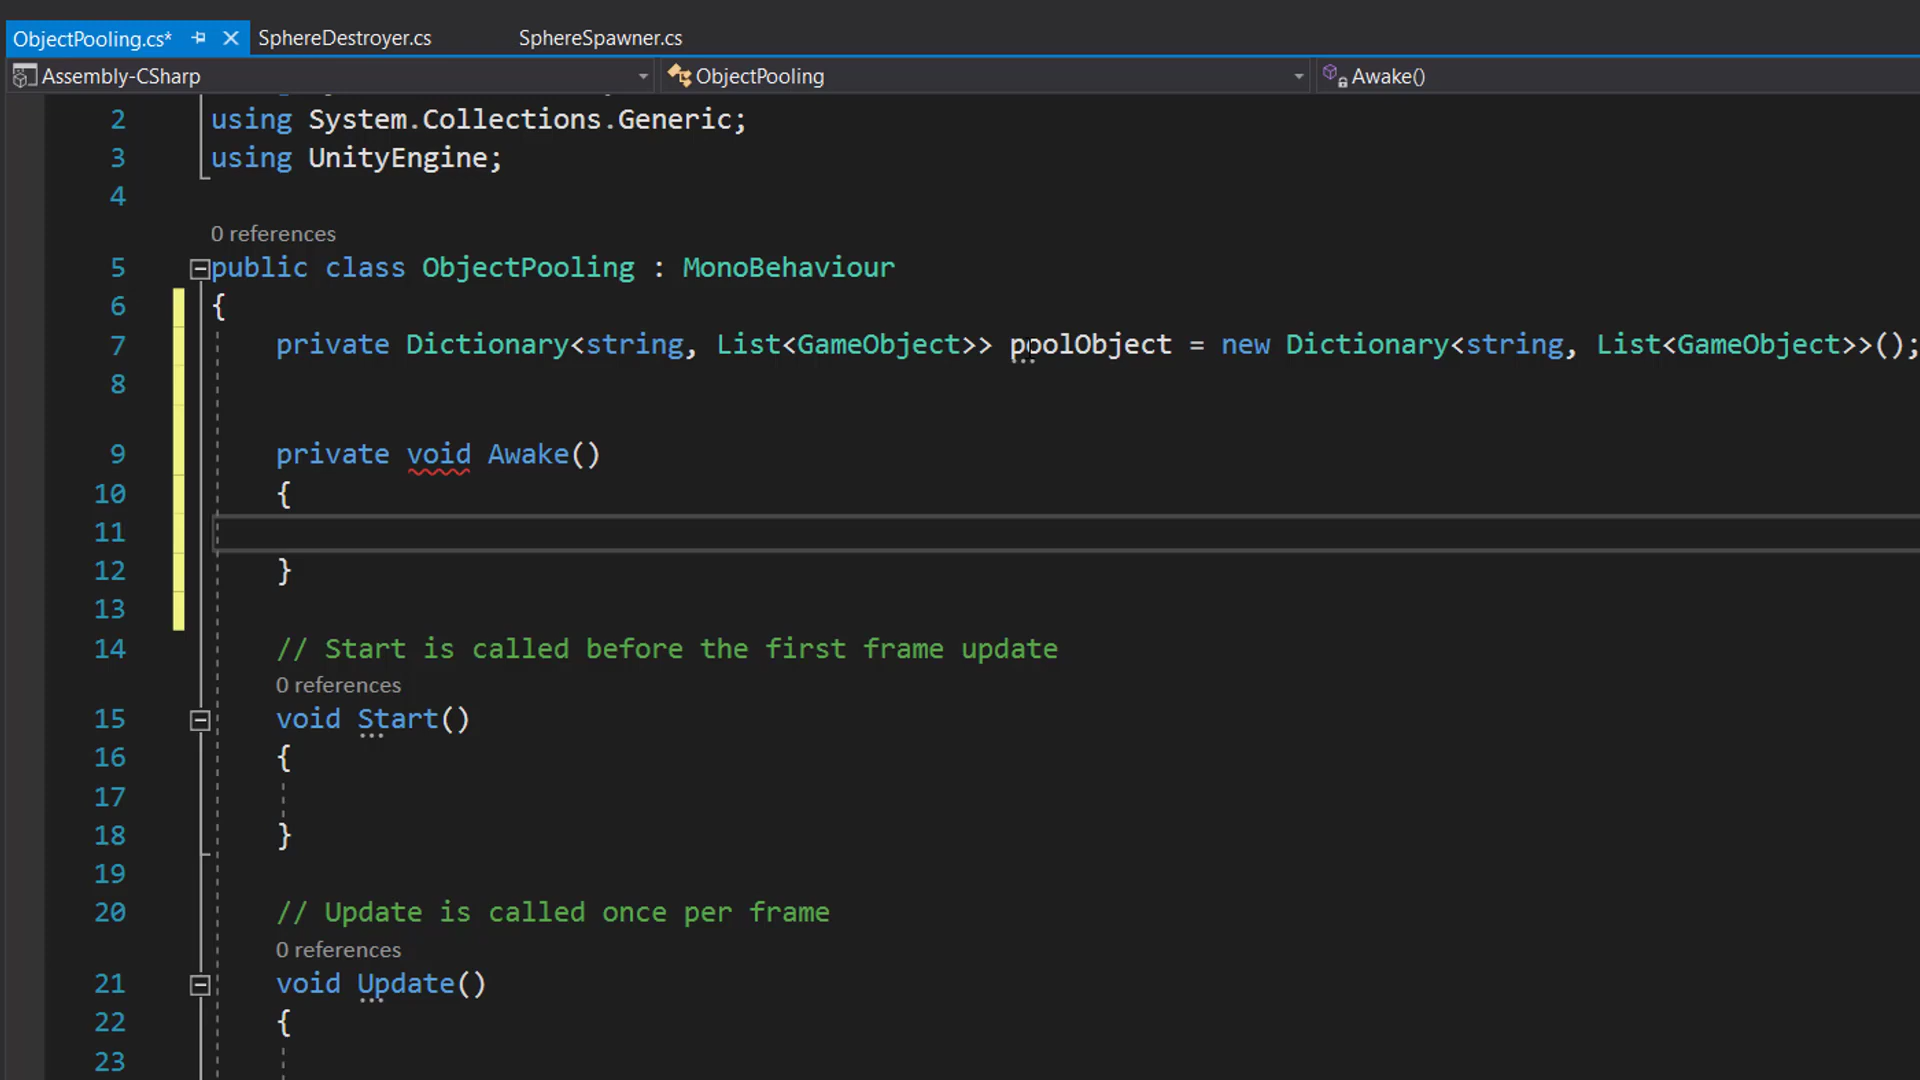 ObjectPooling.cs* SphereDestroyer.cs SphereSpawner.cs
Assembly-CSharp ObjectPooling Awake()
2 using System.Collections.Generic;
3 using UnityEngine;
4
0 references
5 public class ObjectPooling : MonoBehaviour
6 {
7 private Dictionary<string, List<GameObject>> poolObject = new Dictionary<string, List<GameObject>>();
8
9 private void Awake()
10 {
11
12 }
13
14 // Start is called before the first frame update
0 references
15 void Start()
16 {
17
18 }
19
20 // Update is called once per frame
0 references
21 void Update()
22 {
23